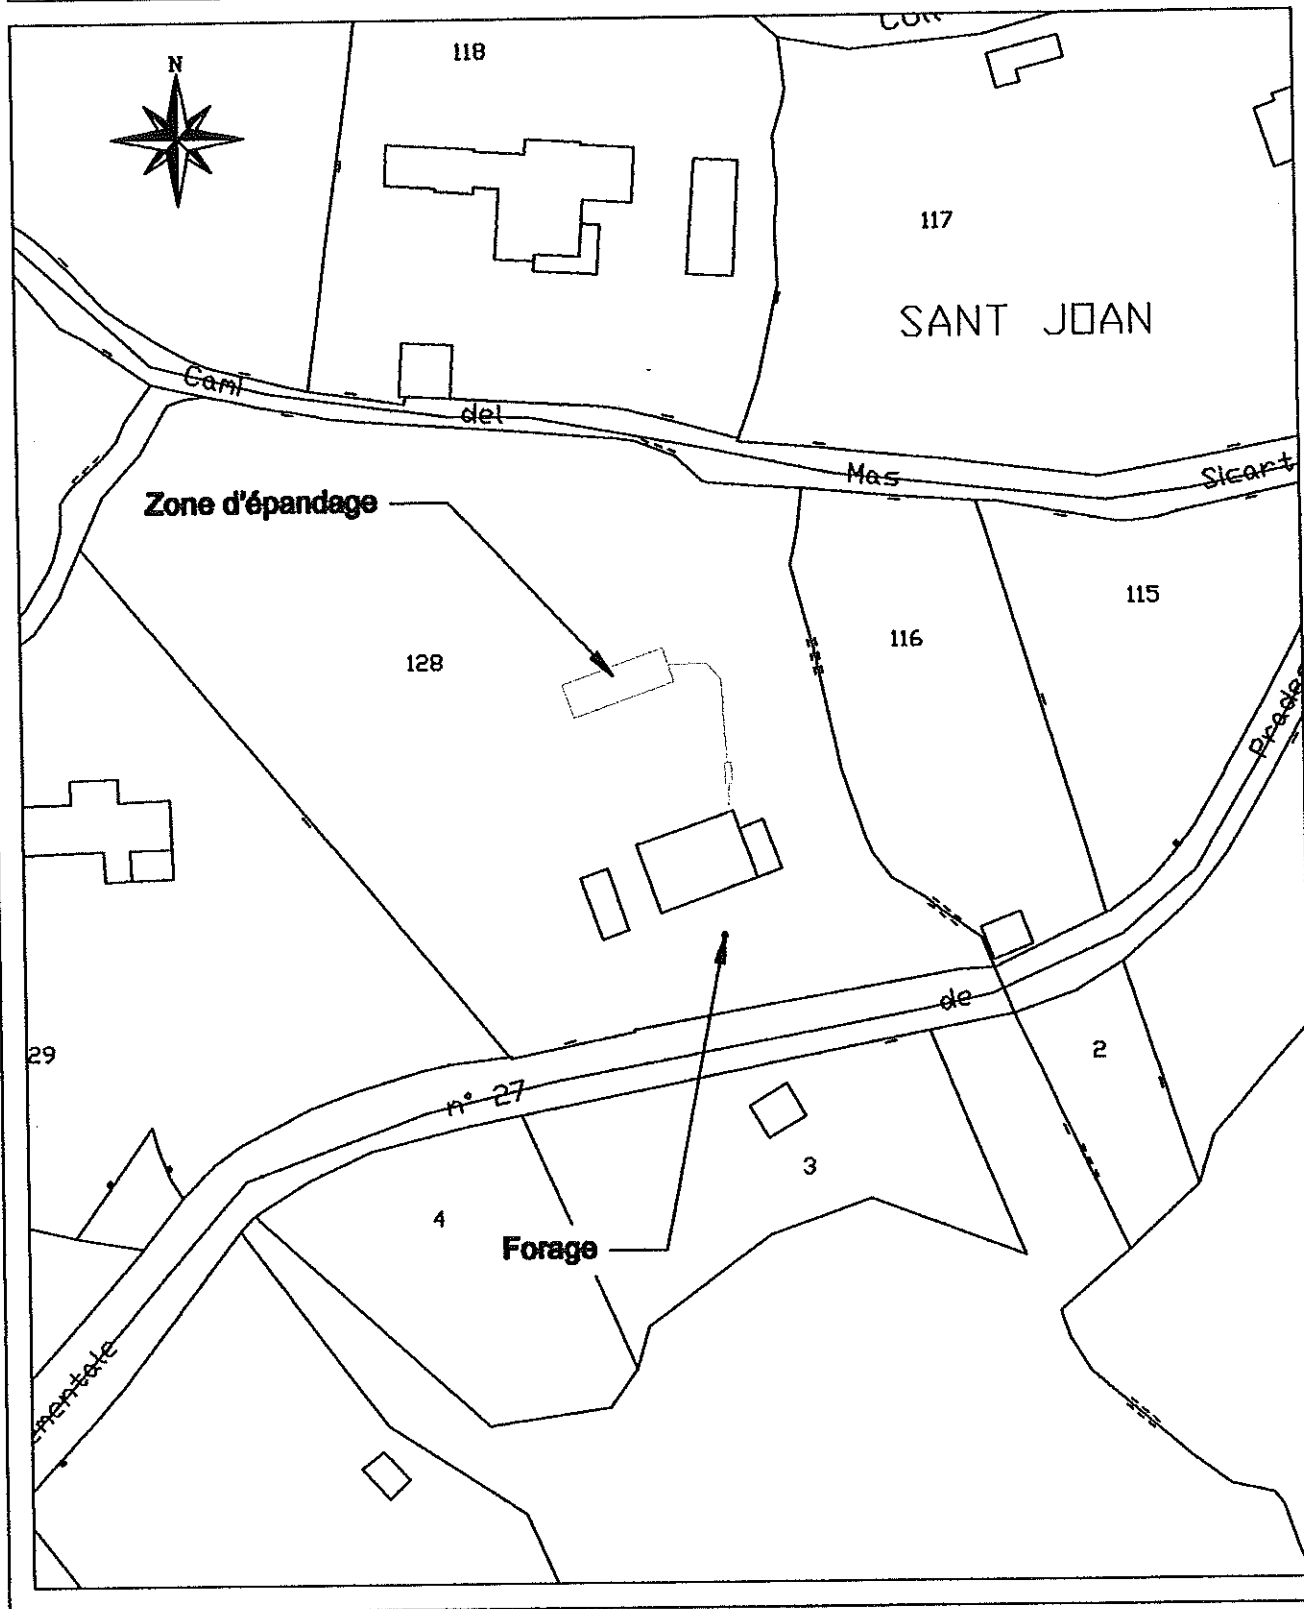 N
118
117
SANT JOAN
Camí
del
Mas
Sicart
Zone d'épandage
115
116
128
Prades
de
29
n° 27
2
3
4
Forage
mentale